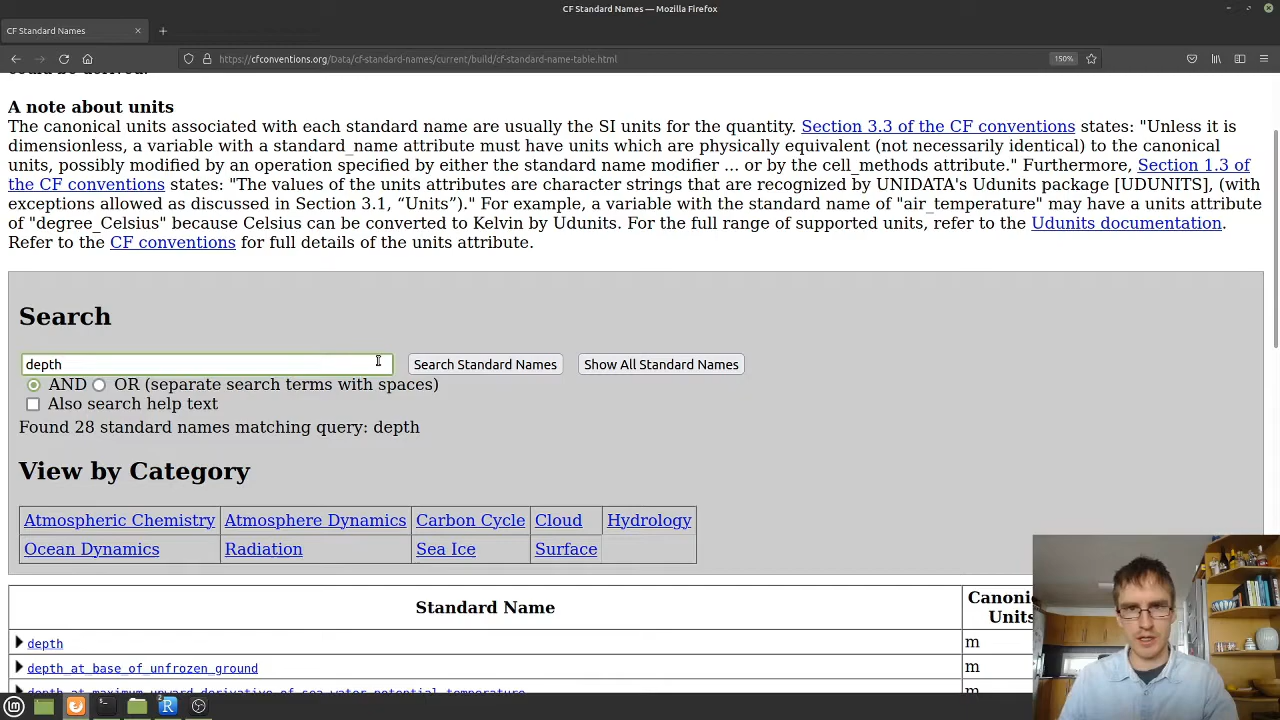 CF Standard Names — Mozilla Firefox
CF Standard Names
https://cfconventions.org/Data/cf-standard-names/current/build/cf-standard-name-table.html
150%
could be derived.
A note about units
The canonical units associated with each standard name are usually the SI units for the quantity. Section 3.3 of the CF conventions states: "Unless it is
dimensionless, a variable with a standard_name attribute must have units which are physically equivalent (not necessarily identical) to the canonical
units, possibly modified by an operation specified by either the standard name modifier ... or by the cell_methods attribute." Furthermore, Section 1.3 of
the CF conventions states: "The values of the units attributes are character strings that are recognized by UNIDATA's Udunits package [UDUNITS], (with
exceptions allowed as discussed in Section 3.1, “Units”)." For example, a variable with the standard name of "air_temperature" may have a units attribute
of "degree_Celsius" because Celsius can be converted to Kelvin by Udunits. For the full range of supported units, refer to the Udunits documentation.
Refer to the CF conventions for full details of the units attribute.
Search
depth
Search Standard Names
Show All Standard Names
AND OR (separate search terms with spaces)
Also search help text
Found 28 standard names matching query: depth
View by Category
Atmospheric Chemistry Atmosphere Dynamics Carbon Cycle Cloud Hydrology
Ocean Dynamics Radiation Sea Ice Surface
Standard Name
Units
depth m
depth_at_base_of_unfrozen_ground m
depth_at_maximum_upward_derivative_of_sea_water_potential_temperature m